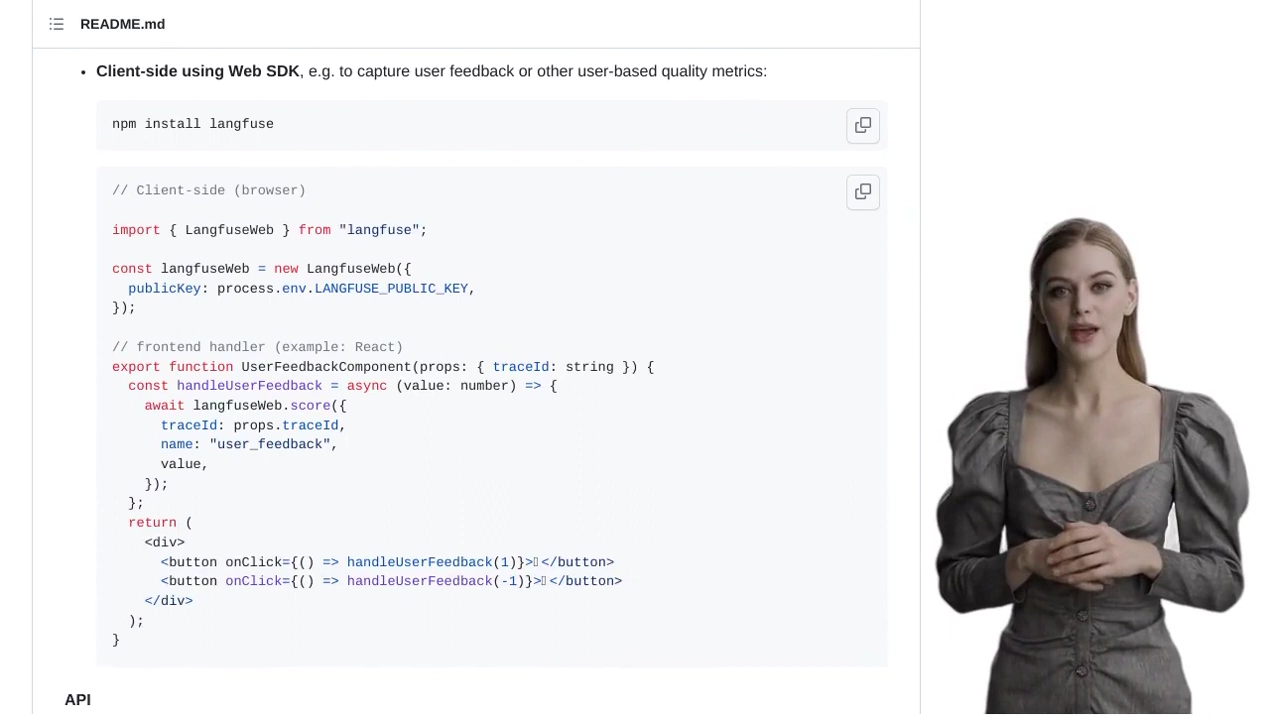 README.md
• Client-side using Web SDK, e.g. to capture user feedback or other user-based quality metrics:
npm install langfuse
// Client-side (browser)
import { LangfuseWeb } from "langfuse";
const langfuseWeb = new LangfuseWeb({
  publicKey: process.env.LANGFUSE_PUBLIC_KEY,
});
// frontend handler (example: React)
export function UserFeedbackComponent(props: { traceId: string }) {
  const handleUserFeedback = async (value: number) => {
    await langfuseWeb.score({
      traceId: props.traceId,
      name: "user_feedback",
      value,
    });
  };
  return (
    <div>
      <button onClick={() => handleUserFeedback(1)}>▯</button>
      <button onClick={() => handleUserFeedback(-1)}>▯</button>
    </div>
  );
}
API